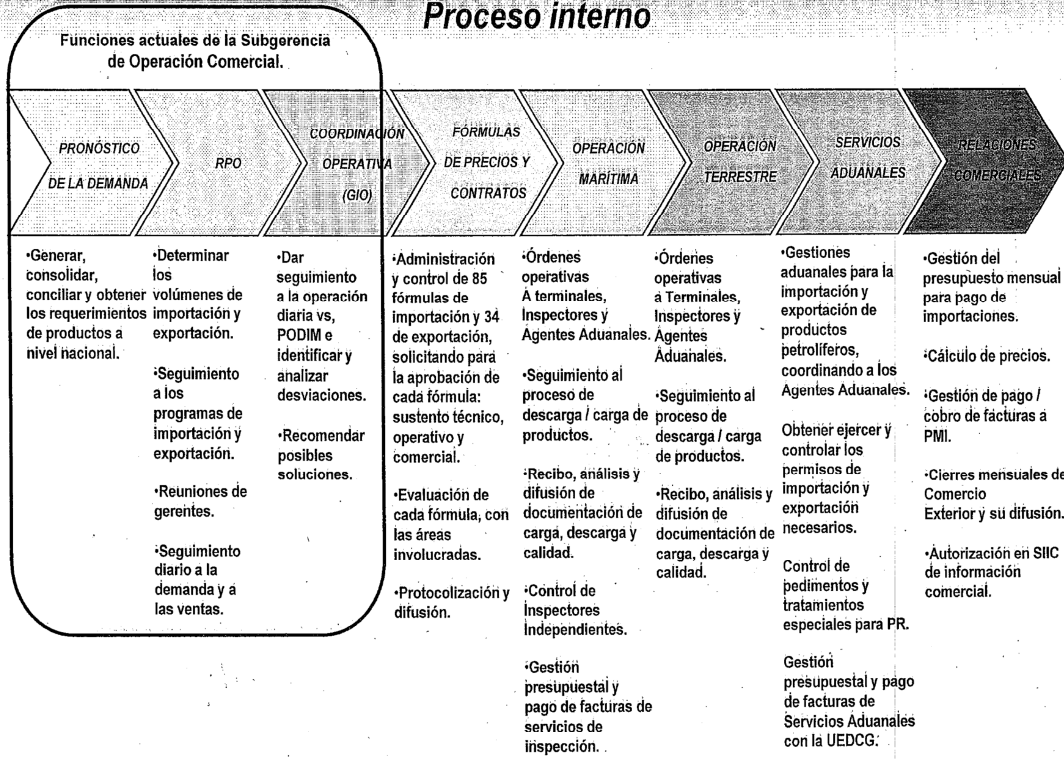 Proceso interno
Funciones actuales de la Subgerencia
de Operación Comercial.
PRONÓSTICO
DE LA DEMANDA
RPO
COORDINACIÓN
OPERATIVA
(GIO)
FÓRMULAS
DE PRECIOS Y
CONTRATOS
OPERACIÓN
MARÍTIMA
OPERACIÓN
TERRESTRE
SERVICIOS
ADUANALES
RELACIONES
COMERCIALES
•Generar,
consolidar,
conciliar y obtener
los requerimientos
de productos a
nivel nacional.
•Determinar
los
volúmenes de
importación y
exportación.
•Seguimiento
a los
programas de
importación y
exportación.
•Reuniones de
gerentes.
•Seguimiento
diario a la
demanda y a
las ventas.
•Dar
seguimiento
a la operación
diaria vs,
PODIM e
identificar y
analizar
desviaciones.
•Recomendar
posibles
soluciones.
•Administración
y control de 85
fórmulas de
importación y 34
de exportación,
solicitando para
la aprobación de
cada fórmula:
sustento técnico,
operativo y
comercial.
•Evaluación de
cada fórmula, con
las áreas
involucradas.
•Protocolización y
difusión.
•Órdenes
operativas
A terminales,
Inspectores y
Agentes Aduanales.
•Seguimiento al
proceso de
descarga / carga de
productos.
•Recibo, análisis y
difusión de
documentación de
carga, descarga y
calidad.
•Control de
Inspectores
Independientes.
•Gestión
presupuestal y
pago de facturas de
servicios de
inspección.
•Órdenes
operativas
a Terminales,
Inspectores y
Agentes
Aduanales.
•Seguimiento al
proceso de
descarga / carga
de productos.
•Recibo, análisis y
difusión de
documentación de
carga, descarga y
calidad.
•Gestiones
aduanales para la
importación y
exportación de
productos
petrolíferos,
coordinando a los
Agentes Aduanales.
Obtener ejercer y
controlar los
permisos de
importación y
exportación
necesarios.
Control de
pedimentos y
tratamientos
especiales para PR.
Gestión
presupuestal y pago
de facturas de
Servicios Aduanales
con la UEDCG.
•Gestión del
presupuesto mensual
para pago de
importaciones.
•Cálculo de precios.
•Gestión de pago /
cobro de facturas a
PMI.
•Cierres mensuales de
Comercio
Exterior y su difusión.
•Autorización en SIIC
de información
comercial.